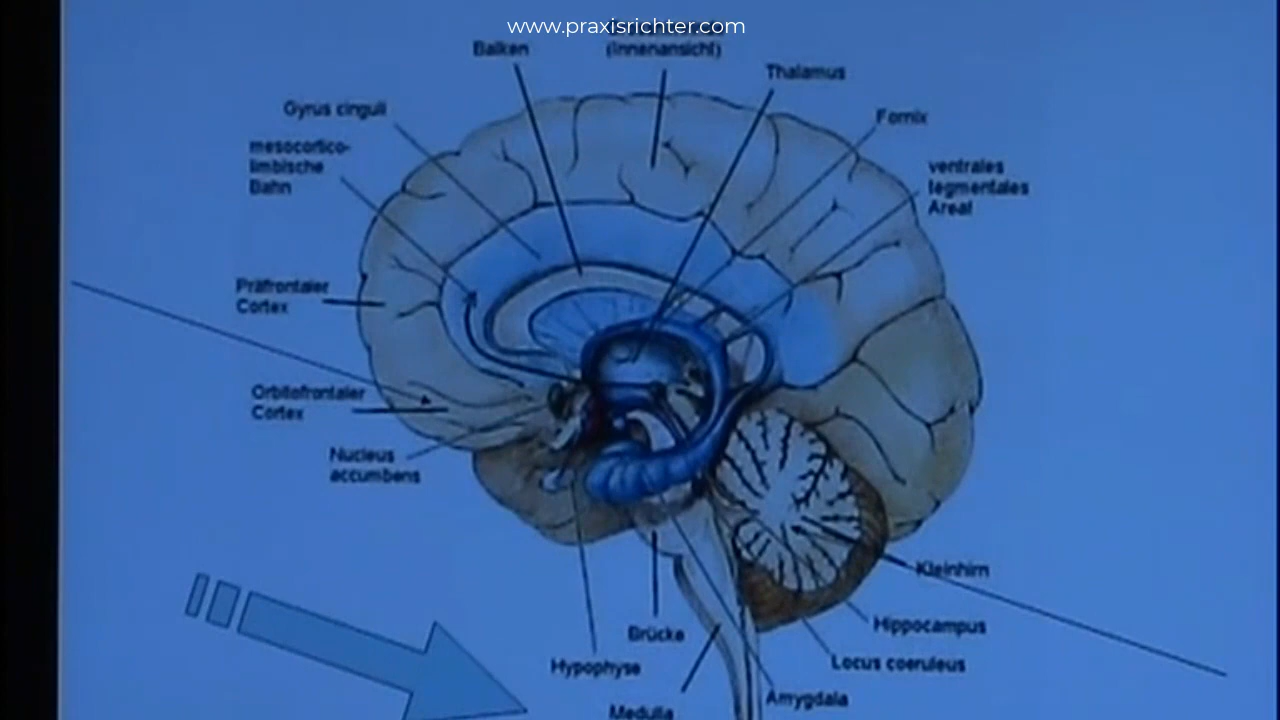 www.praxisrichter.com
(Innenansicht)
Balken
Thalamus
Gyrus cinguli
Fornix
mesocortico-
limbische
Bahn
ventrales
tegmentales
Areal
Präfrontaler
Cortex
Orbitofrontaler
Cortex
Nucleus
accumbens
Kleinhirn
Hippocampus
Brücke
Locus coeruleus
Hypophyse
Amygdala
Medulla